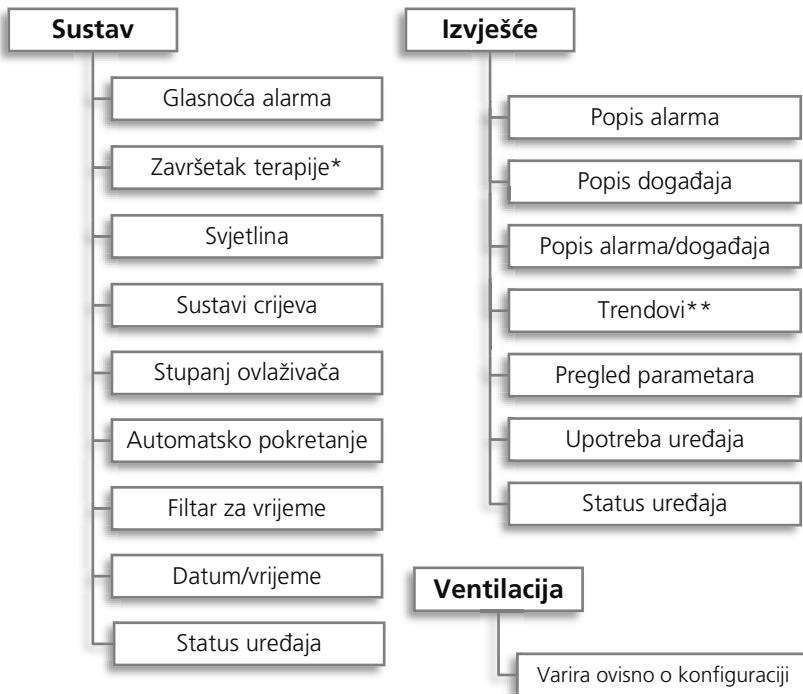 Sustav
Glasnoća alarma
Završetak terapije*
Svjetlina
Sustavi crijeva
Stupanj ovlaživača
Automatsko pokretanje
Filtar za vrijeme
Datum/vrijeme
Status uređaja
Izvješće
Popis alarma
Popis događaja
Popis alarma/događaja
Trendovi**
Pregled parametara
Upotreba uređaja
Status uređaja
Ventilacija
Varira ovisno o konfiguraciji